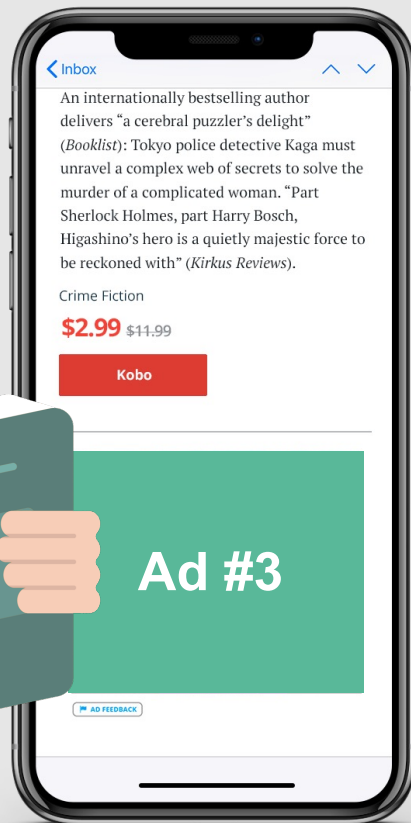 Inbox
An internationally bestselling author
delivers “a cerebral puzzler’s delight”
(Booklist): Tokyo police detective Kaga must
unravel a complex web of secrets to solve the
murder of a complicated woman. “Part
Sherlock Holmes, part Harry Bosch,
Higashino’s hero is a quietly majestic force to
be reckoned with” (Kirkus Reviews).
Crime Fiction
$2.99 $11.99
Kobo
Ad #3
AD FEEDBACK